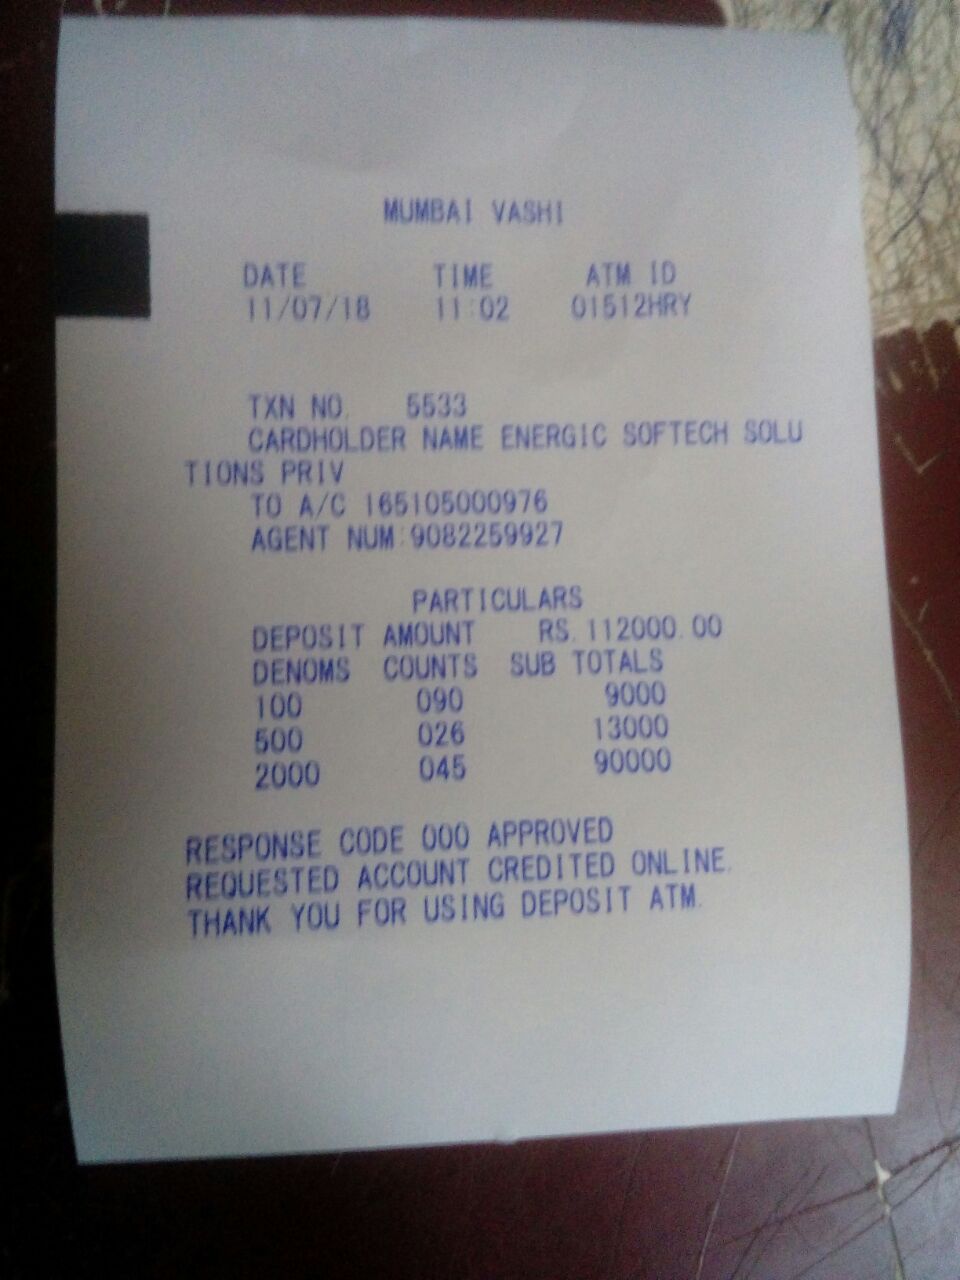 MUMBAI VASHI
DATE TIME ATM ID
11/07/18 11:02 01512HRY
TXN NO. 5533
CARDHOLDER NAME ENERGIC SOFTECH SOLU
TIONS PRIV
TO A/C 165105000976
AGENT NUM:9082259927
PARTICULARS
DEPOSIT AMOUNT RS.112000.00
DENOMS COUNTS SUB TOTALS
100 090 9000
500 026 13000
2000 045 90000
RESPONSE CODE 000 APPROVED
REQUESTED ACCOUNT CREDITED ONLINE.
THANK YOU FOR USING DEPOSIT ATM.